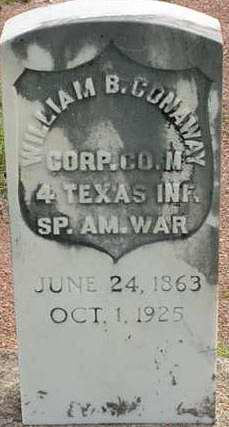 WILLIAM B. CONAWAY
CORP. CO. M
4 TEXAS INF.
SP. AM. WAR
JUNE 24, 1863
OCT. 1, 1925